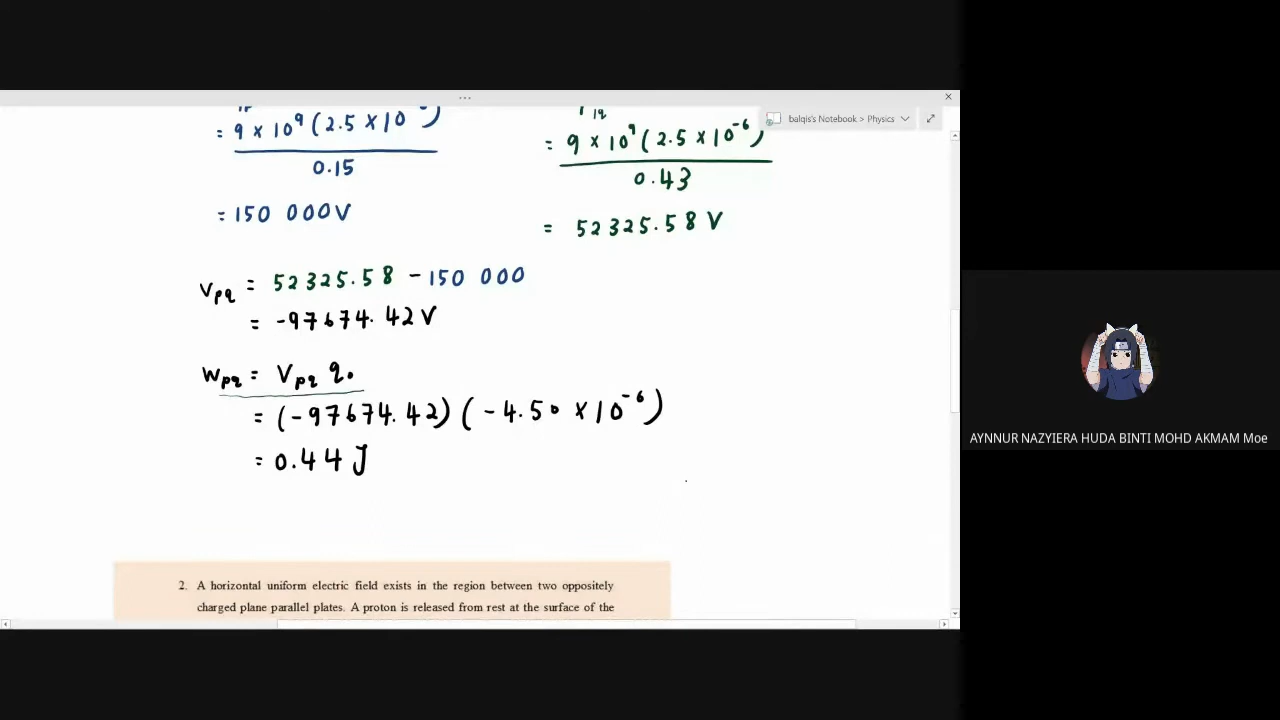 = 9 × 10⁹ (2.5 × 10⁻⁶)
0.15
= 150 000 V
= 9 × 10⁹ (2.5 × 10⁻⁶)
0.43
= 52325.58 V
balqis's Notebook > Physics
Vpq = 52325.58 - 150 000
= -97674.42 V
Wpq = Vpq q₀
= (-97674.42) (-4.50 × 10⁻⁶)
= 0.44 J
2. A horizontal uniform electric field exists in the region between two oppositely
charged plane parallel plates. A proton is released from rest at the surface of the
AYNNUR NAZYIERA HUDA BINTI MOHD AKMAM Moe